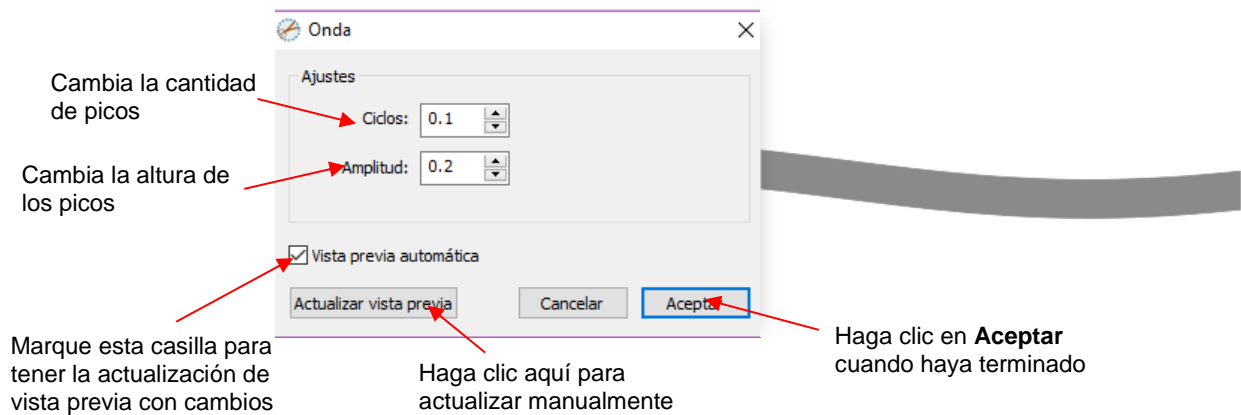 Onda
Cambia la cantidad
de picos
Ajustes
Ciclos: 0.1
Cambia la altura de
los picos
Amplitud: 0.2
Vista previa automática
Actualizar vista previa
Cancelar
Aceptar
Marque esta casilla para
tener la actualización de
vista previa con cambios
Haga clic aquí para
actualizar manualmente
Haga clic en Aceptar
cuando haya terminado